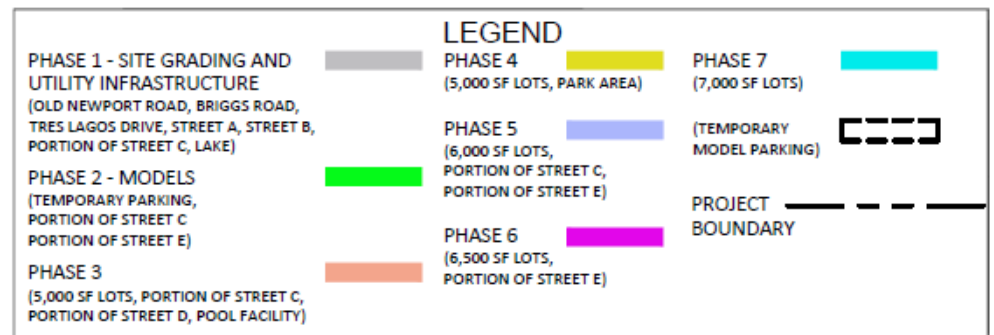 LEGEND
PHASE 1 - SITE GRADING AND
UTILITY INFRASTRUCTURE
(OLD NEWPORT ROAD, BRIGGS ROAD,
TRES LAGOS DRIVE, STREET A, STREET B,
PORTION OF STREET C, LAKE)
PHASE 2 - MODELS
(TEMPORARY PARKING,
PORTION OF STREET C
PORTION OF STREET E)
PHASE 3
(5,000 SF LOTS, PORTION OF STREET C,
PORTION OF STREET D, POOL FACILITY)
PHASE 4
(5,000 SF LOTS, PARK AREA)
PHASE 5
(6,000 SF LOTS,
PORTION OF STREET C,
PORTION OF STREET E)
PHASE 6
(6,500 SF LOTS,
PORTION OF STREET E)
PHASE 7
(7,000 SF LOTS)
(TEMPORARY
MODEL PARKING)
PROJECT
BOUNDARY